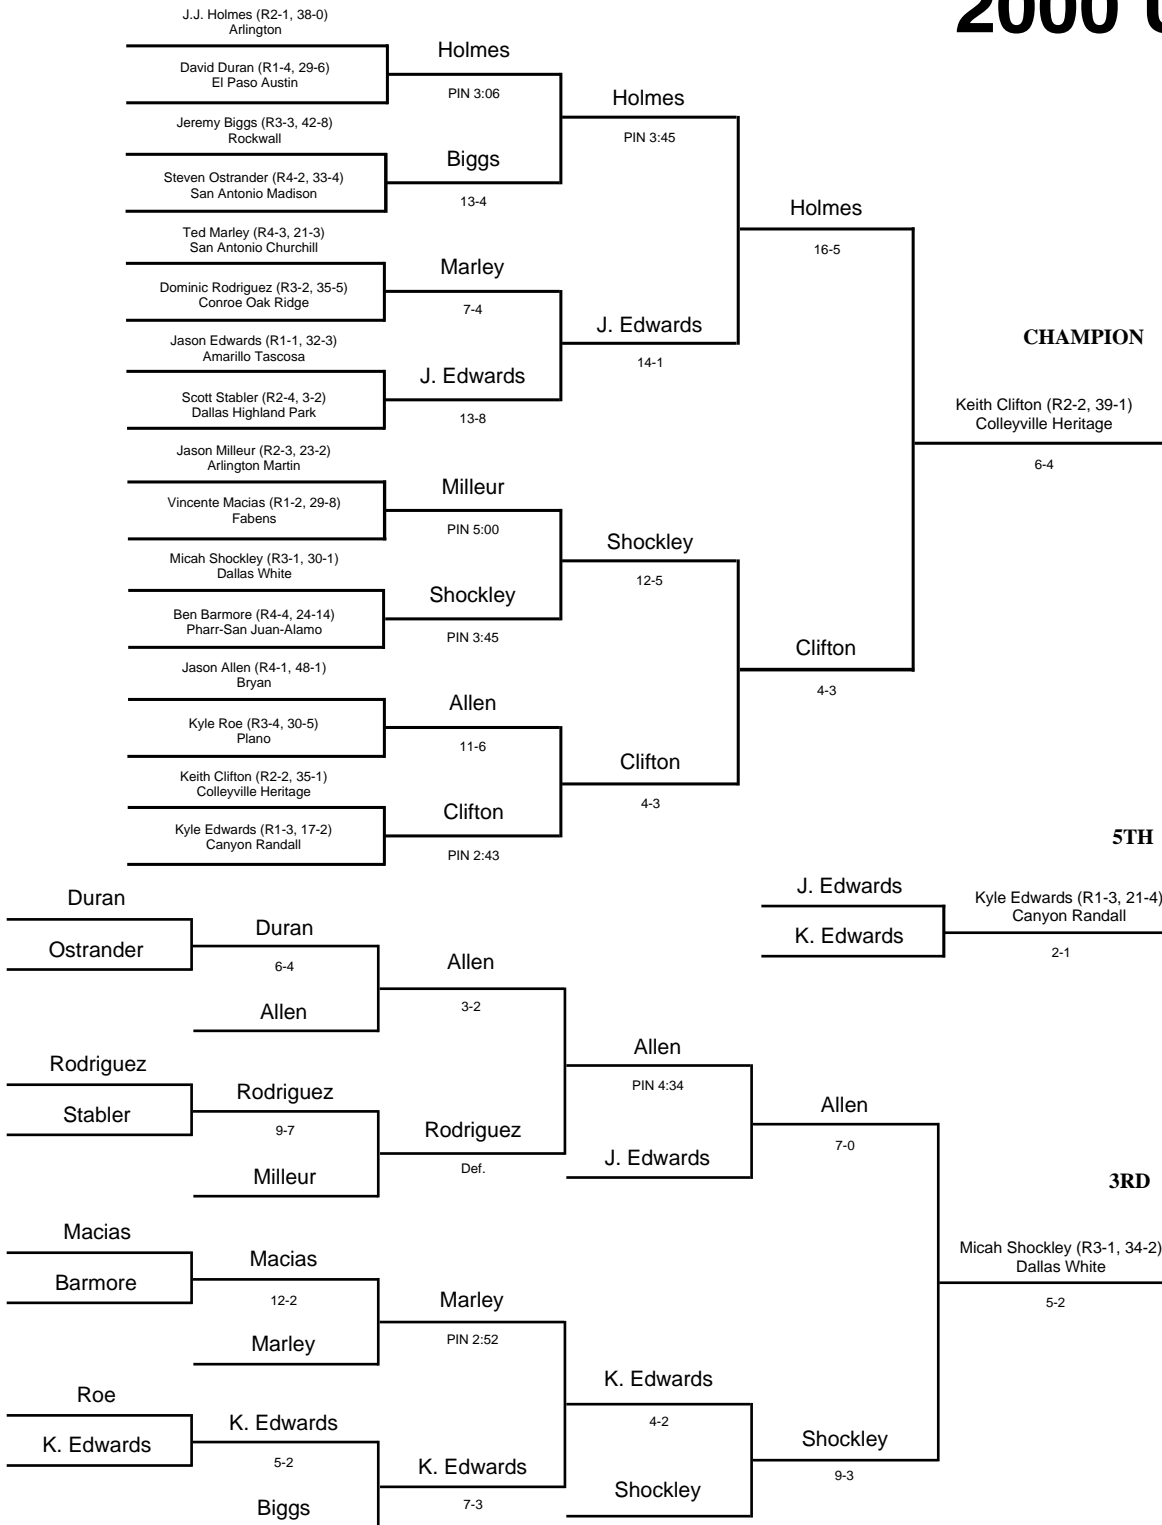 2000 U
J.J. Holmes (R2-1, 38-0)
Arlington
David Duran (R1-4, 29-6)
El Paso Austin
Jeremy Biggs (R3-3, 42-8)
Rockwall
Steven Ostrander (R4-2, 33-4)
San Antonio Madison
Ted Marley (R4-3, 21-3)
San Antonio Churchill
Dominic Rodriguez (R3-2, 35-5)
Conroe Oak Ridge
Jason Edwards (R1-1, 32-3)
Amarillo Tascosa
Scott Stabler (R2-4, 3-2)
Dallas Highland Park
Jason Milleur (R2-3, 23-2)
Arlington Martin
Vincente Macias (R1-2, 29-8)
Fabens
Micah Shockley (R3-1, 30-1)
Dallas White
Ben Barmore (R4-4, 24-14)
Pharr-San Juan-Alamo
Jason Allen (R4-1, 48-1)
Bryan
Kyle Roe (R3-4, 30-5)
Plano
Keith Clifton (R2-2, 35-1)
Colleyville Heritage
Kyle Edwards (R1-3, 17-2)
Canyon Randall
Holmes
PIN 3:06
Biggs
13-4
Marley
7-4
J. Edwards
13-8
Milleur
PIN 5:00
Shockley
PIN 3:45
Allen
11-6
Clifton
PIN 2:43
Holmes
PIN 3:45
J. Edwards
14-1
Shockley
12-5
Clifton
4-3
Holmes
16-5
Clifton
4-3
CHAMPION
Keith Clifton (R2-2, 39-1)
Colleyville Heritage
6-4
5TH
J. Edwards
K. Edwards
Kyle Edwards (R1-3, 21-4)
Canyon Randall
2-1
Duran
Ostrander
Rodriguez
Stabler
Macias
Barmore
Roe
K. Edwards
Duran
6-4
Allen
Rodriguez
9-7
Milleur
Macias
12-2
Marley
K. Edwards
5-2
Biggs
Allen
3-2
Rodriguez
Def.
Marley
PIN 2:52
K. Edwards
7-3
Allen
PIN 4:34
J. Edwards
K. Edwards
4-2
Shockley
Allen
7-0
Shockley
9-3
3RD
Micah Shockley (R3-1, 34-2)
Dallas White
5-2